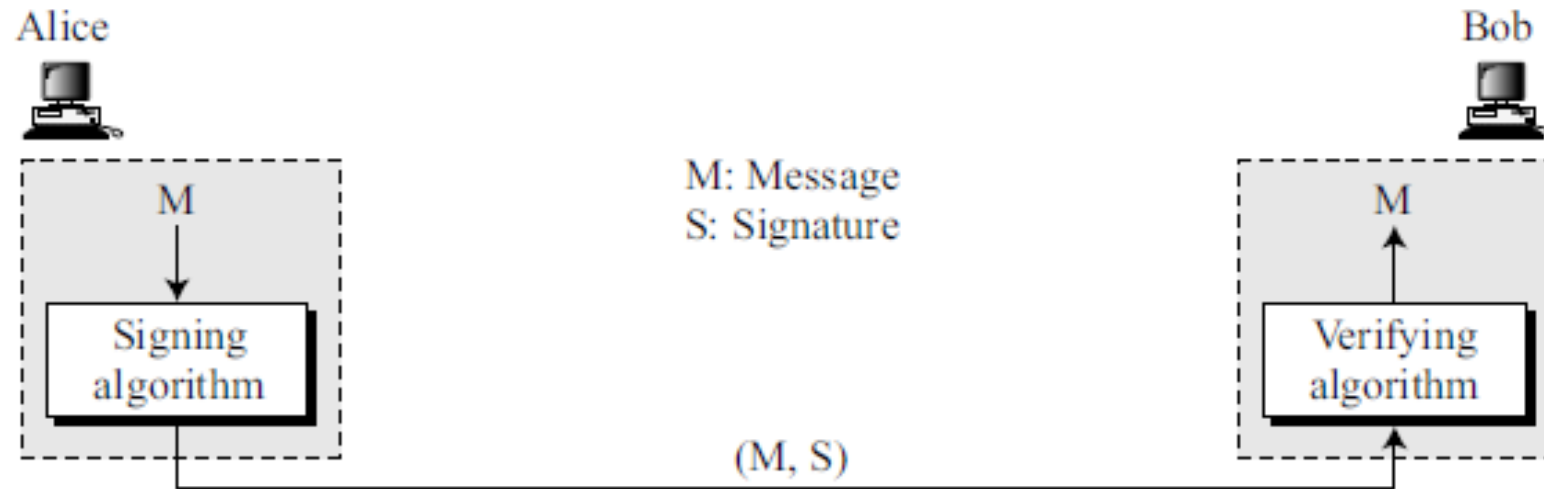 Alice
Bob
M: Message
S: Signature
M
M
Signing
algorithm
Verifying
algorithm
(M, S)